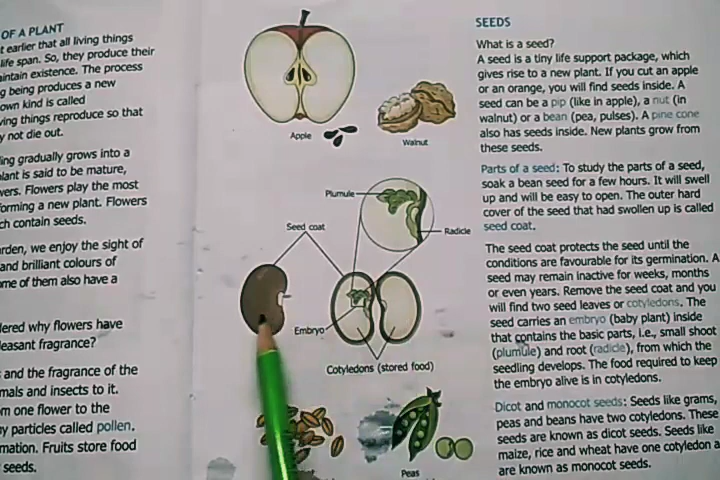 OF A PLANT
earlier that all living things
life span. So, they produce their
existence. The process
being produces a new
own kind is called
ving things reproduce so that
y not die out.
ing gradually grows into a
lant is said to be mature,
vers. Flowers play the most
forming a new plant. Flowers
ch contain seeds.
rden, we enjoy the sight of
and brilliant colours of
me of them also have a
dered why flowers have
leasant fragrance?
and the fragrance of the
mals and insects to it.
m one flower to the
y particles called pollen.
mation. Fruits store food
seeds.
Apple
Walnut
Plumule
Seed coat
Radicle
Embryo
Cotyledons (stored food)
Peas
SEEDS
What is a seed?
A seed is a tiny life support package, which
gives rise to a new plant. If you cut an apple
or an orange, you will find seeds inside. A
seed can be a pip (like in apple), a nut (in
walnut) or a bean (pea, pulses). A pine cone
also has seeds inside. New plants grow from
these seeds.
Parts of a seed: To study the parts of a seed,
soak a bean seed for a few hours. It will swell
up and will be easy to open. The outer hard
cover of the seed that had swollen up is called
seed coat.
The seed coat protects the seed until the
conditions are favourable for its germination. A
seed may remain inactive for weeks, months
or even years. Remove the seed coat and you
will find two seed leaves or cotyledons. The
seed carries an embryo (baby plant) inside
that contains the basic parts, i.e., small shoot
(plumule) and root (radicle), from which the
seedling develops. The food required to keep
the embryo alive is in cotyledons.
Dicot and monocot seeds: Seeds like grams,
peas and beans have two cotyledons. These
seeds are known as dicot seeds. Seeds like
maize, rice and wheat have one cotyledon a
are known as monocot seeds.